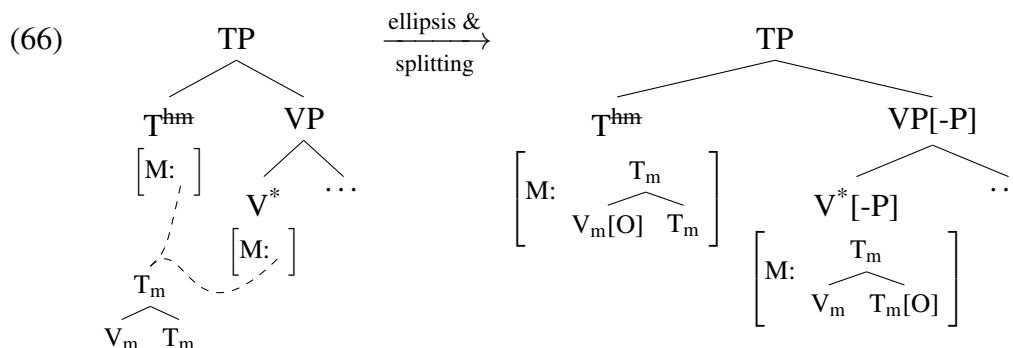 (66) TP ellipsis & TP
splitting
T^hm VP T^hm VP[-P]
[M: ] V* ... [M: T_m ] V*[-P] ..
[M: ] V_m[O] T_m [M: T_m ]
T_m V_m T_m[O]
V_m T_m